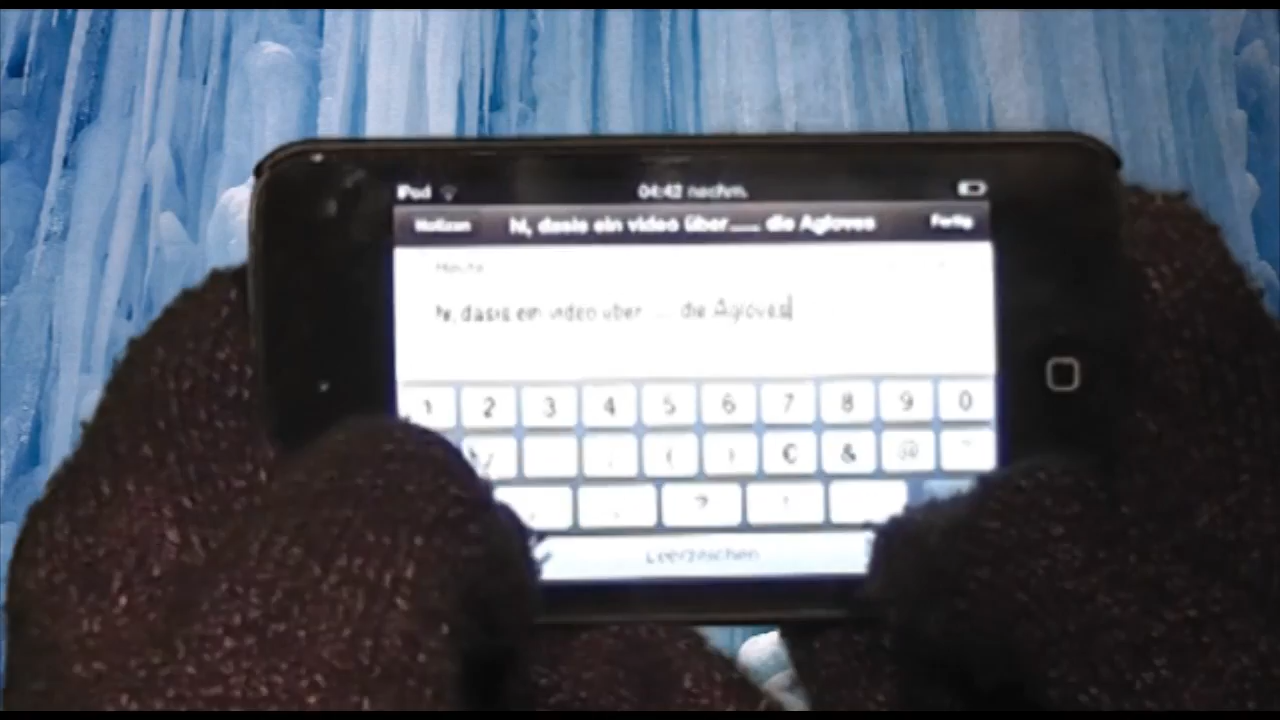 iPod 04:42 nachm.
Notizen hi, dasis ein video über..... die Agloves Fertig
Heute
hi, dasis ein video über ..... die Agloves
1 2 3 4 5 6 7 8 9 0
( ) € & @
? !
Leerzeichen